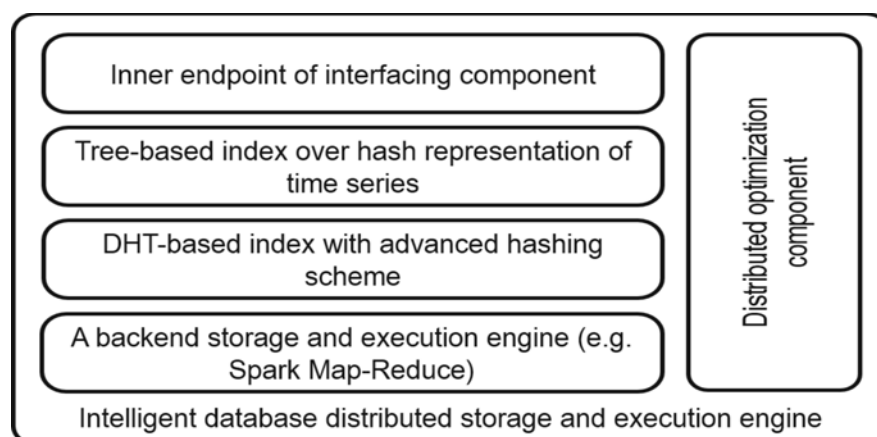 Inner endpoint of interfacing component
Tree-based index over hash representation of
time series
DHT-based index with advanced hashing
scheme
A backend storage and execution engine (e.g.
Spark Map-Reduce)
Distributed optimization
component
Intelligent database distributed storage and execution engine